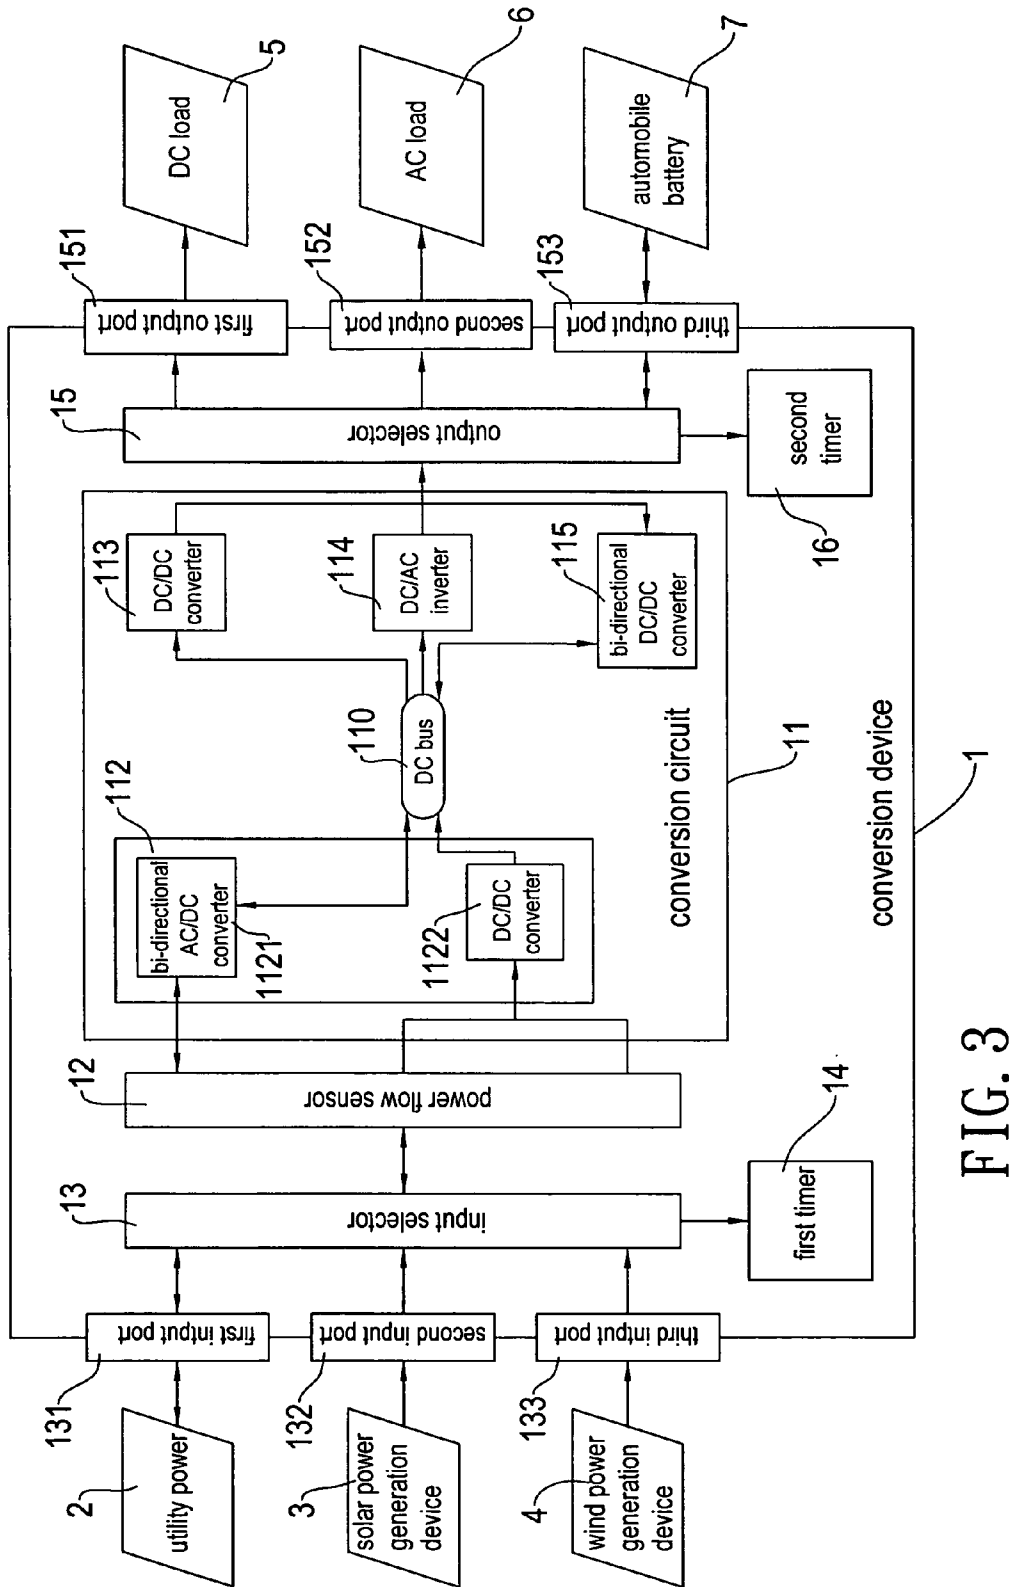 2
utility power
3
solar power
generation
device
4
wind power
generation
device
131
first intput port
132
second input port
133
third intput port
13
input selector
14
first timer
12
power flow sensor
112
bi-directional
AC/DC
converter
1121
1122
DC/DC
converter
110
DC bus
113
DC/DC
converter
114
DC/AC
inverter
115
bi-directional
DC/DC
converter
conversion circuit
11
15
output selector
16
second
timer
151
first output port
152
second output port
153
third output port
DC load
5
AC load
6
automobile
battery
7
conversion device
1
FIG. 3